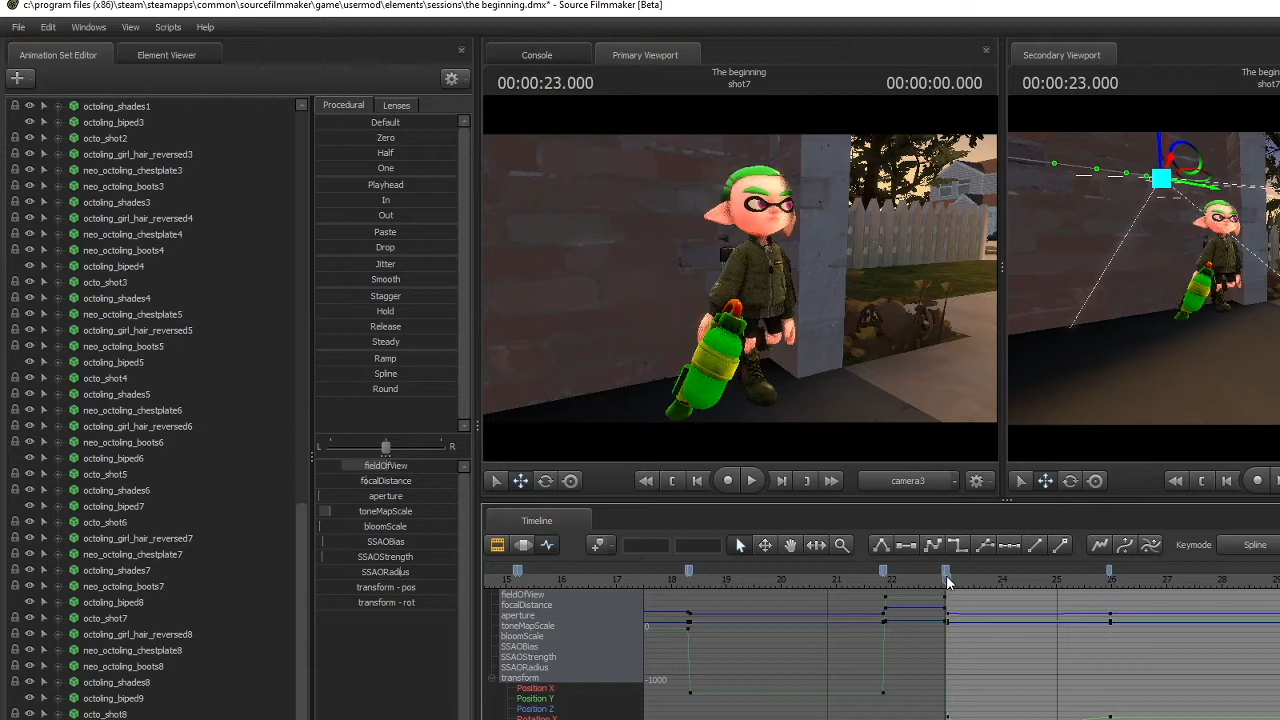 c:\program files (x86)\steam\steamapps\common\sourcefilmmaker\game\usermod\elements\sessions\the beginning.dmx* - Source Filmmaker [Beta]
File Edit Windows View Scripts Help
Animation Set Editor Element Viewer
Console Primary Viewport
Secondary Viewport
00:00:23.000 The beginning 00:00:00.000
shot7
00:00:23.000 The begi
shot
Procedural Lenses
octoling_shades1
octoling_biped3
octo_shot2
octoling_girl_hair_reversed3
neo_octoling_chestplate3
neo_octoling_boots3
octoling_shades3
octoling_girl_hair_reversed4
neo_octoling_chestplate4
neo_octoling_boots4
octoling_biped4
octo_shot3
octoling_shades4
neo_octoling_chestplate5
octoling_girl_hair_reversed5
neo_octoling_boots5
octoling_biped5
octo_shot4
octoling_shades5
neo_octoling_chestplate6
octoling_girl_hair_reversed6
neo_octoling_boots6
octoling_biped6
octo_shot5
octoling_shades6
octoling_biped7
octo_shot6
octoling_girl_hair_reversed7
neo_octoling_chestplate7
octoling_shades7
neo_octoling_boots7
octoling_biped8
octo_shot7
octoling_girl_hair_reversed8
neo_octoling_chestplate8
neo_octoling_boots8
octoling_shades8
octoling_biped9
octo_shot8
Default
Zero
Half
One
Playhead
In
Out
Paste
Drop
Jitter
Smooth
Stagger
Hold
Release
Steady
Ramp
Spline
Round
L R
fieldOfView
focalDistance
aperture
toneMapScale
bloomScale
SSAOBias
SSAOStrength
SSAORadius
transform - pos
transform - rot
camera3
Timeline
Keymode Spline
15 16 17 18 19 20 21 22 24 25 26 27 28
fieldOfView
focalDistance
aperture
toneMapScale
bloomScale
SSAOBias
SSAOStrength
SSAORadius
transform
Position X
Position Y
Position Z
Rotation X
0
-1000